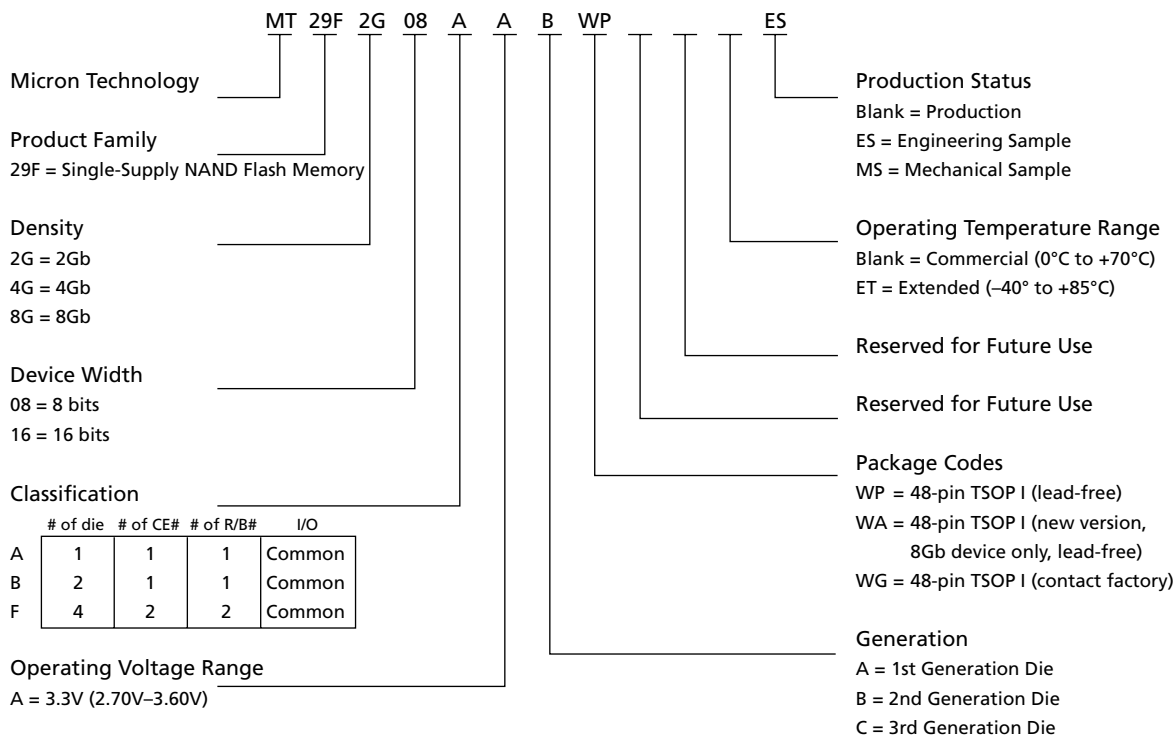 MT 29F 2G 08 A A B WP ES
Micron Technology
Product Family
29F = Single-Supply NAND Flash Memory
Density
2G = 2Gb
4G = 4Gb
8G = 8Gb
Device Width
08 = 8 bits
16 = 16 bits
Classification
# of die # of CE# # of R/B# I/O
A 1 1 1 Common
B 2 1 1 Common
F 4 2 2 Common
Operating Voltage Range
A = 3.3V (2.70V–3.60V)
Production Status
Blank = Production
ES = Engineering Sample
MS = Mechanical Sample
Operating Temperature Range
Blank = Commercial (0°C to +70°C)
ET = Extended (–40° to +85°C)
Reserved for Future Use
Reserved for Future Use
Package Codes
WP = 48-pin TSOP I (lead-free)
WA = 48-pin TSOP I (new version,
8Gb device only, lead-free)
WG = 48-pin TSOP I (contact factory)
Generation
A = 1st Generation Die
B = 2nd Generation Die
C = 3rd Generation Die